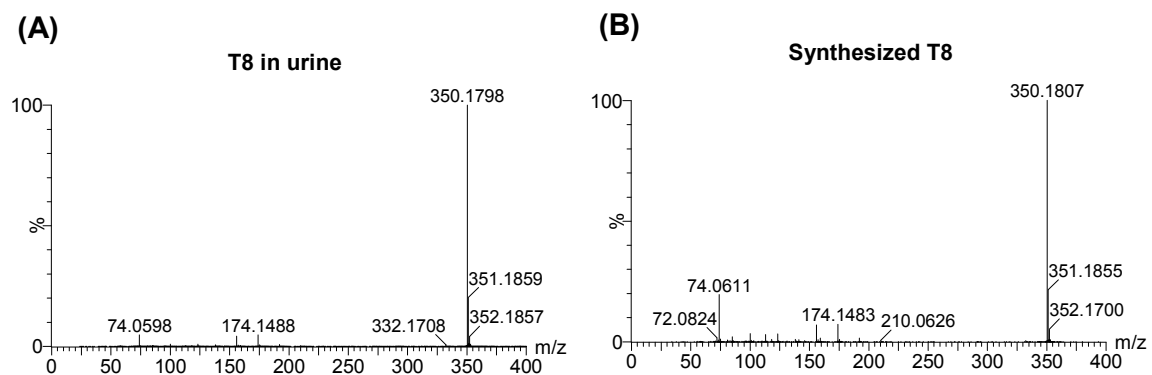 (A)
T8 in urine
100
%
0
350.1798
351.1859
352.1857
332.1708
174.1488
74.0598
m/z
0 50 100 150 200 250 300 350 400
(B)
Synthesized T8
100
%
0
350.1807
351.1855
352.1700
210.0626
174.1483
74.0611
72.0824
m/z
0 50 100 150 200 250 300 350 400